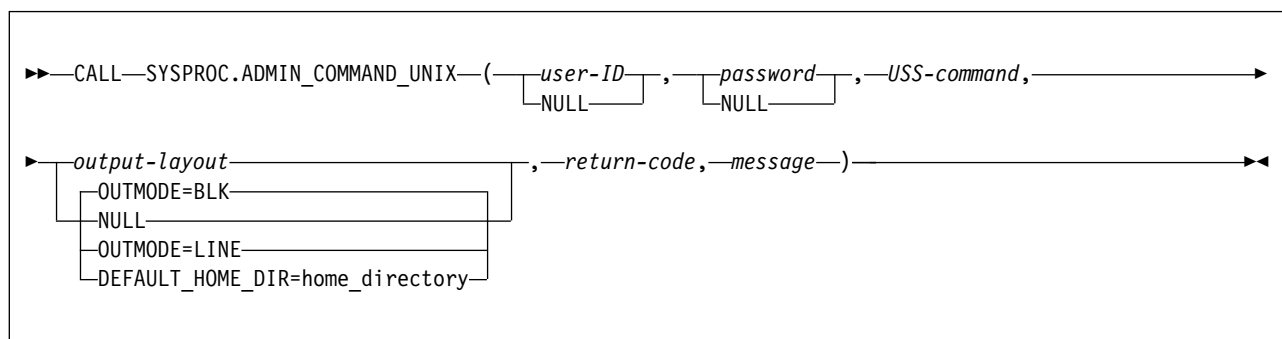 CALL SYSPROC.ADMIN_COMMAND_UNIX ( user-ID , password , USS-command,
NULL NULL
output-layout , return-code, message )
OUTMODE=BLK
NULL
OUTMODE=LINE
DEFAULT_HOME_DIR=home_directory